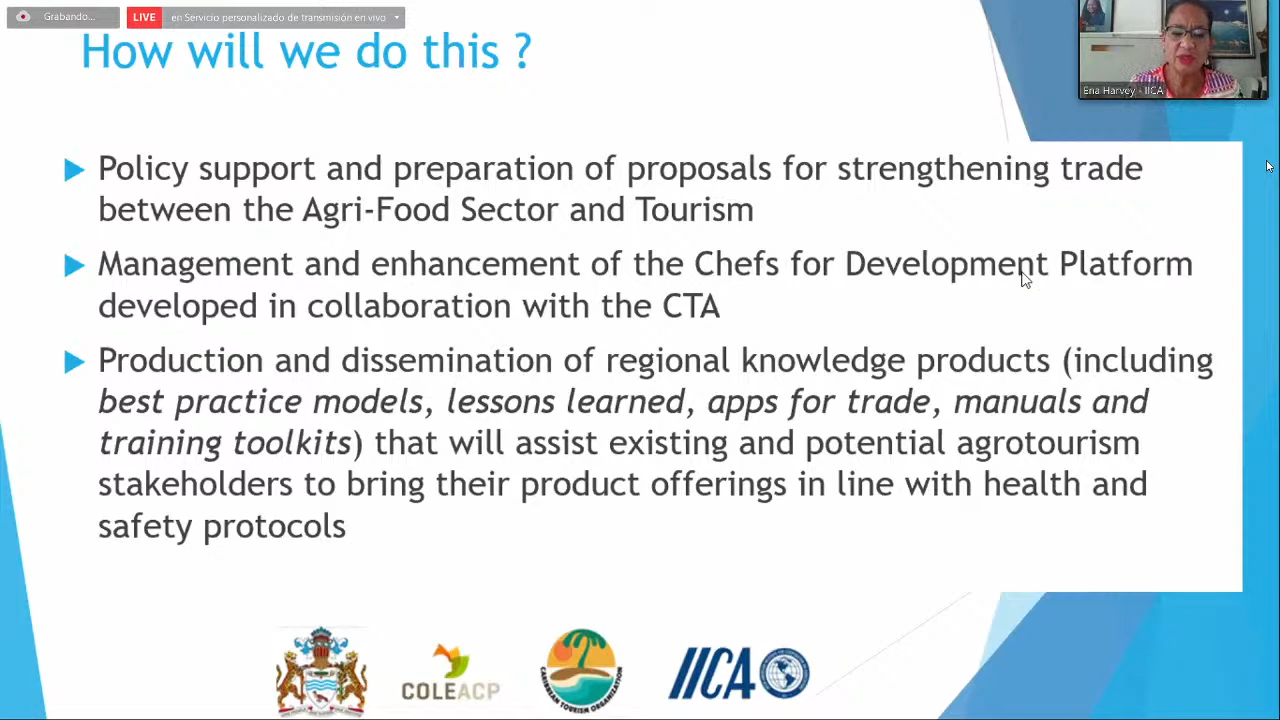 Grabando...
LIVE
en Servicio personalizado de transmisión en vivo
How will we do this ?
Ena Harvey - IICA
Policy support and preparation of proposals for strengthening trade
between the Agri-Food Sector and Tourism
Management and enhancement of the Chefs for Development Platform
developed in collaboration with the CTA
Production and dissemination of regional knowledge products (including
best practice models, lessons learned, apps for trade, manuals and
training toolkits) that will assist existing and potential agrotourism
stakeholders to bring their product offerings in line with health and
safety protocols
COLEACP
CARIBBEAN TOURISM ORGANIZATION
IICA